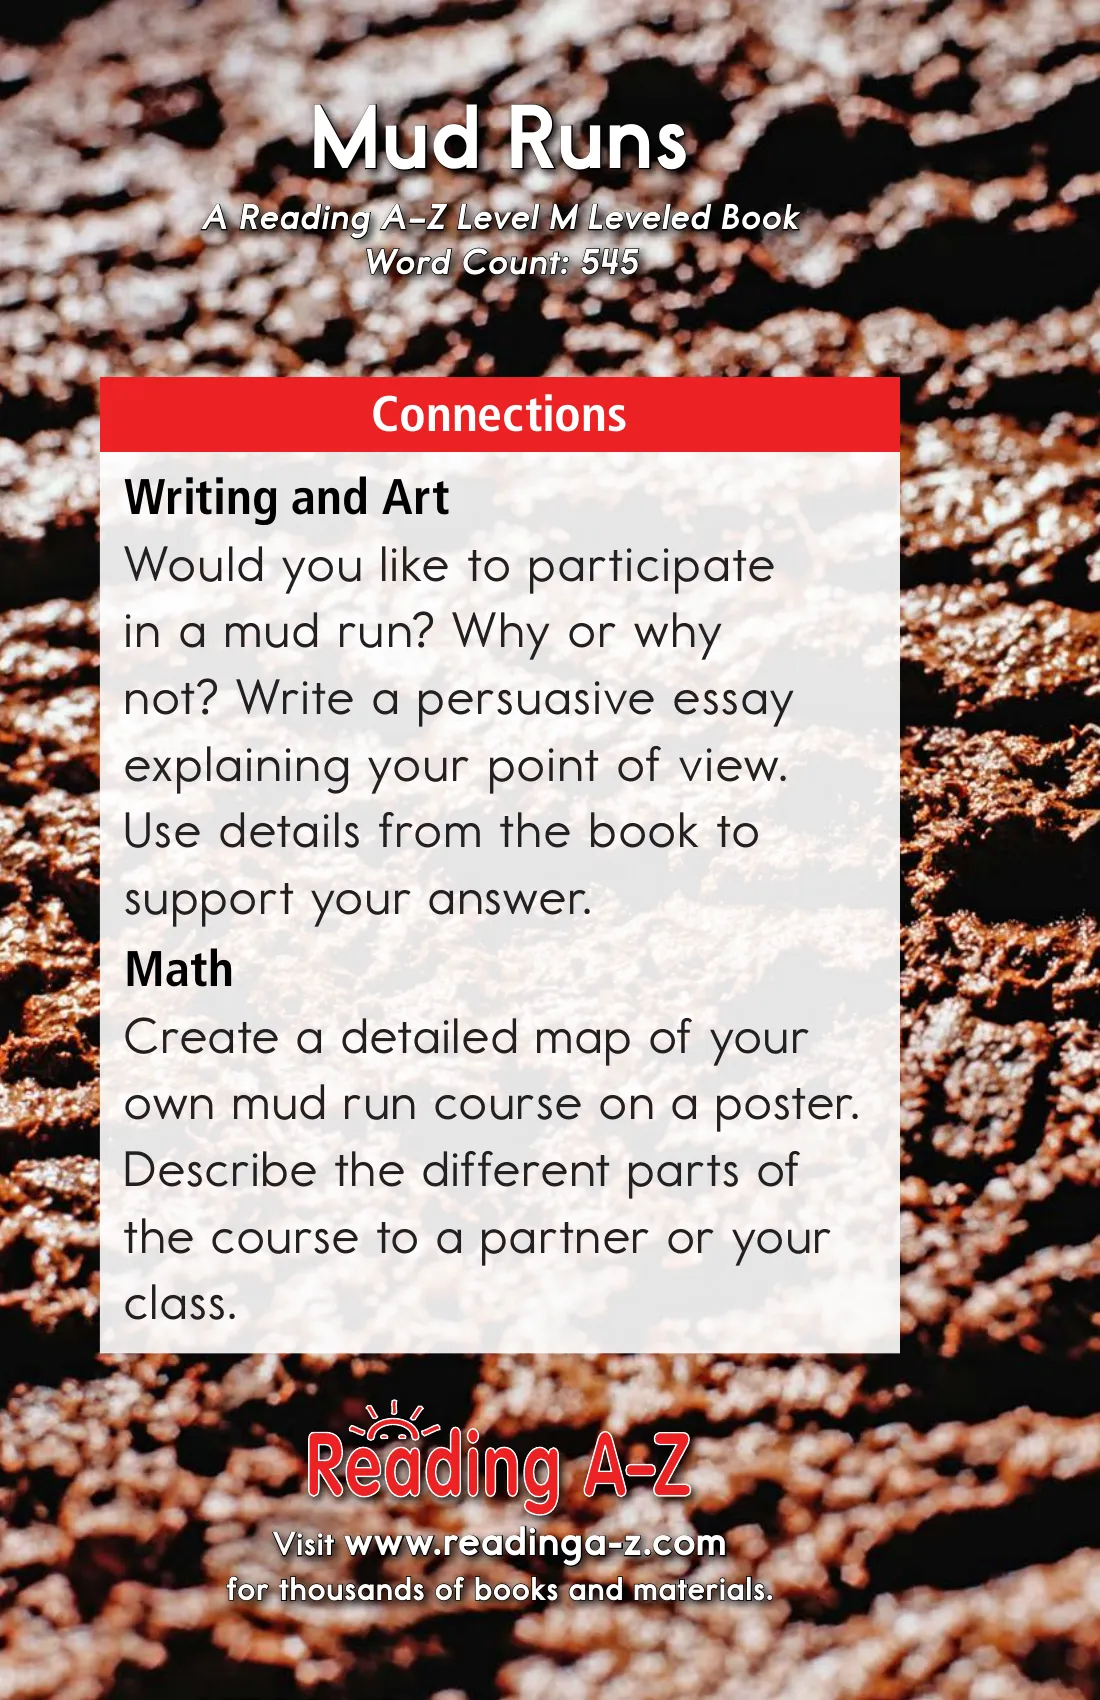 Mud Runs
A Reading A–Z Level M Leveled Book
Word Count: 545
Connections
Writing and Art
Would you like to participate
in a mud run? Why or why
not? Write a persuasive essay
explaining your point of view.
Use details from the book to
support your answer.
Math
Create a detailed map of your
own mud run course on a poster.
Describe the different parts of
the course to a partner or your
class.
Reading A–Z
Visit www.readinga-z.com
for thousands of books and materials.